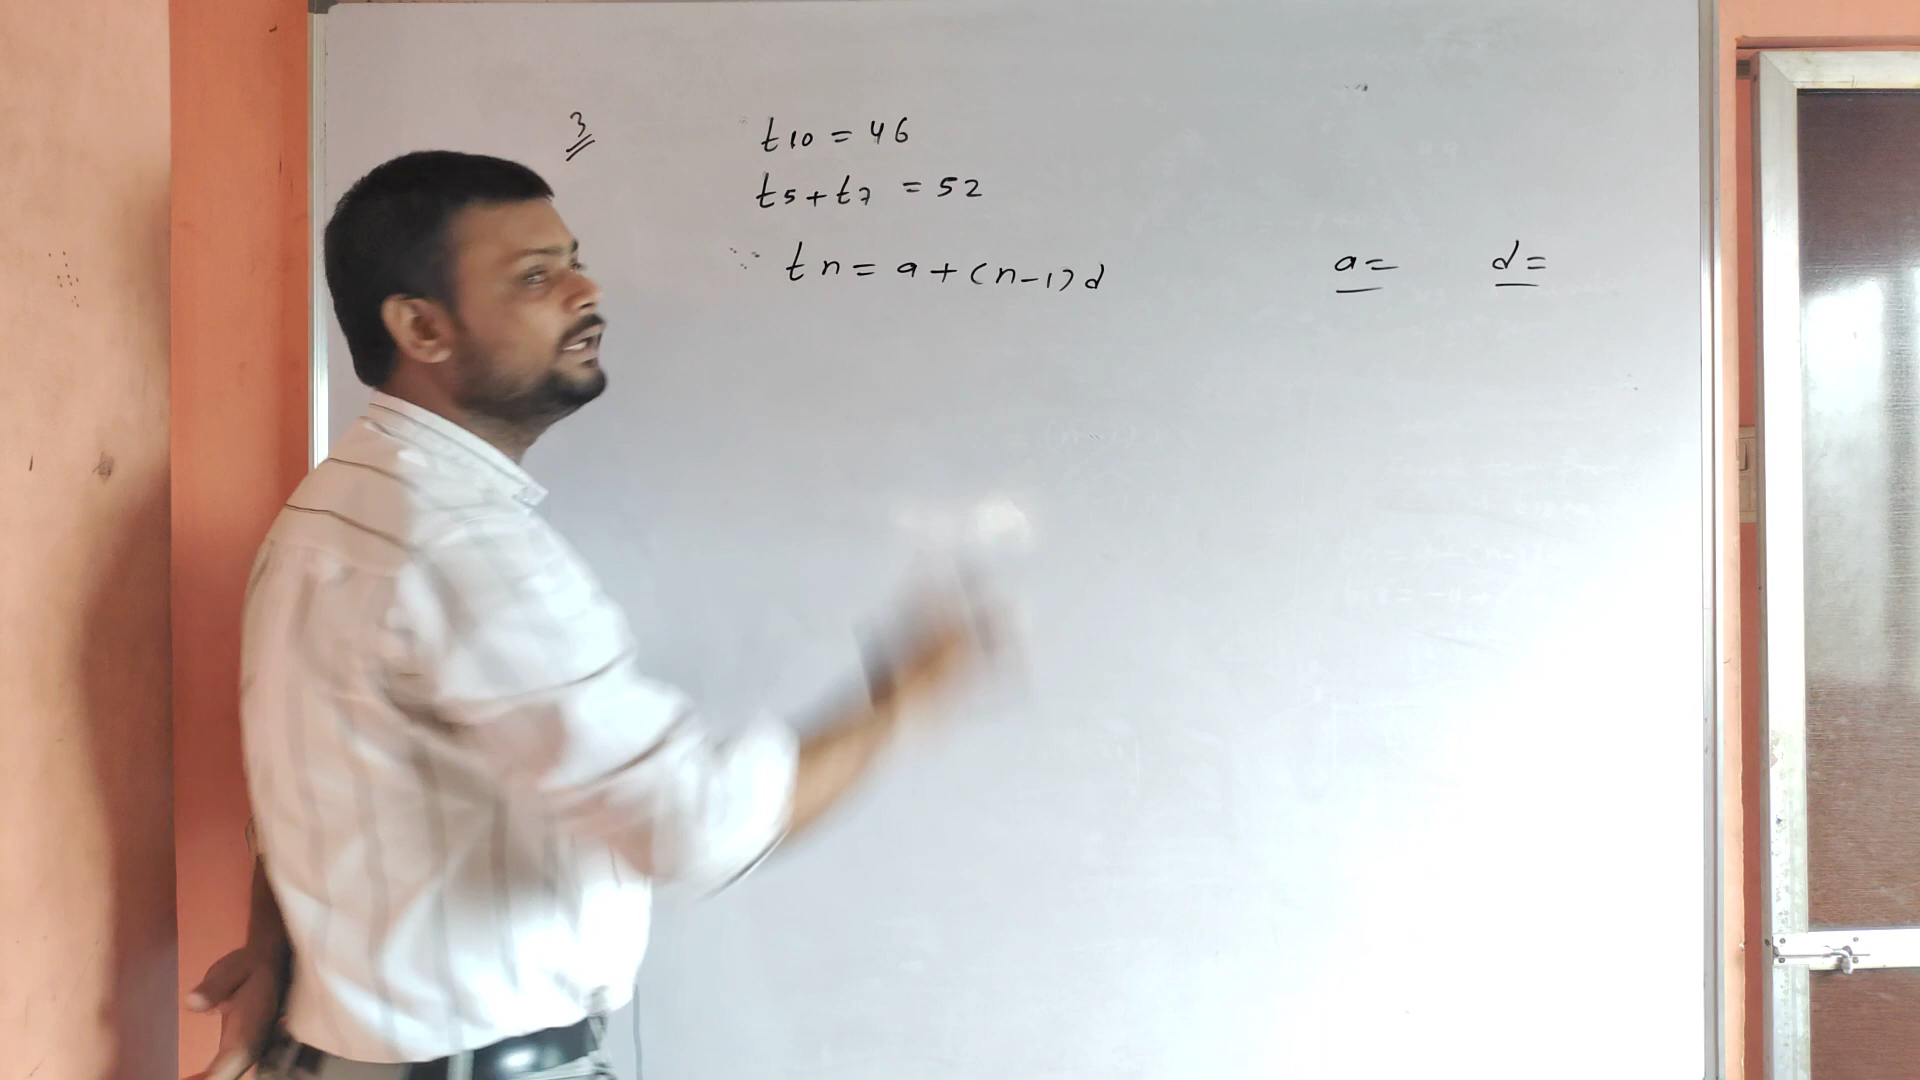 3
t10 = 46
t5 + t7 = 52
∵ tn = a + (n-1)d
a = d =